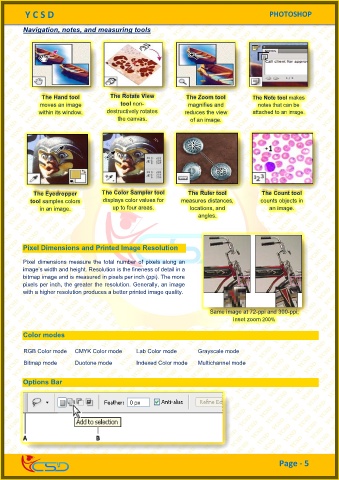 Y C S D
PHOTOSHOP
Navigation, notes, and measuring tools
The Hand tool
moves an image
within its window.
The Rotate View
tool non-
destructively rotates
the canvas.
The Zoom tool
magnifies and
reduces the view
of an image.
The Note tool makes
notes that can be
attached to an image.
The Eyedropper
tool samples colors
in an image.
The Color Sampler tool
displays color values for
up to four areas.
The Ruler tool
measures distances,
locations, and
angles.
The Count tool
counts objects in
an image.
Pixel Dimensions and Printed Image Resolution
Pixel dimensions measure the total number of pixels along an
image's width and height. Resolution is the fineness of detail in a
bitmap image and is measured in pixels per inch (ppi). The more
pixels per inch, the greater the resolution. Generally, an image
with a higher resolution produces a better printed image quality.
Same image at 72-ppi and 300-ppi;
inset zoom 200%
Color modes
RGB Color mode CMYK Color mode Lab Color mode Grayscale mode
Bitmap mode Duotone mode Indexed Color mode Multichannel mode
Options Bar
Feather: 0 px Anti-alias Refine Ed
Add to selection
A B
YCSD
Page - 5